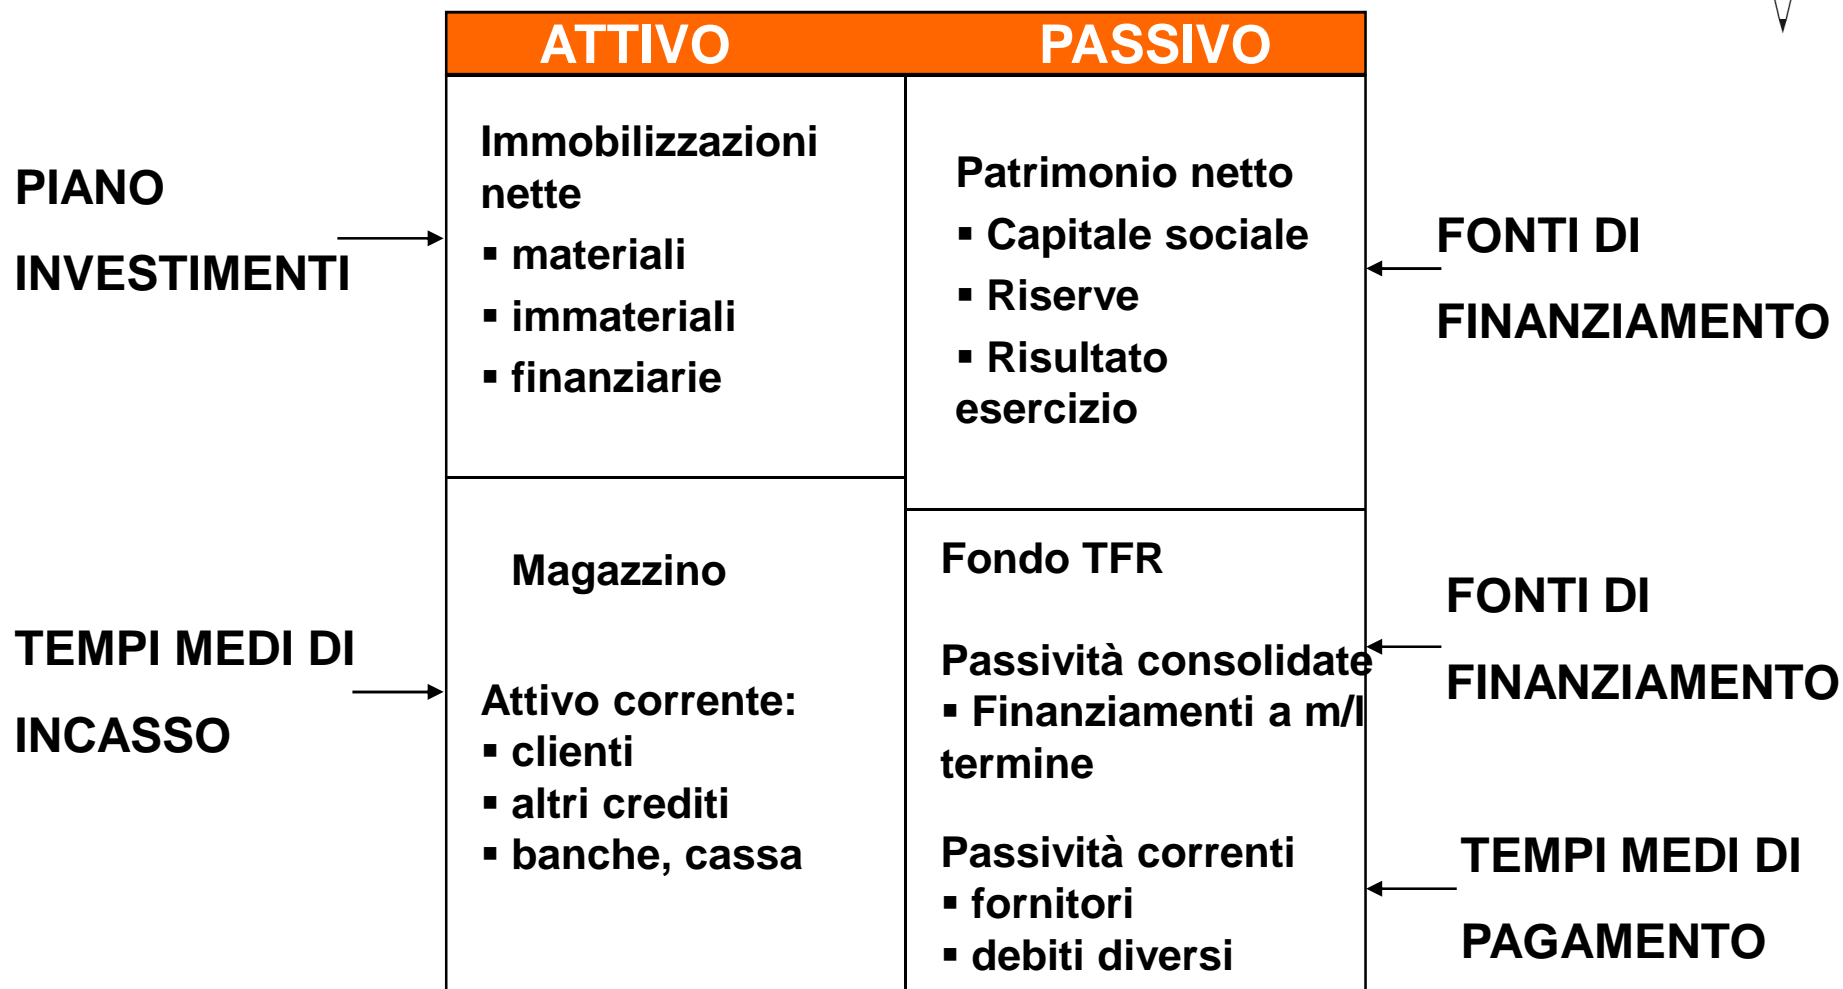 ATTIVO PASSIVO
PIANO
INVESTIMENTI
Immobilizzazioni
nette
▪ materiali
▪ immateriali
▪ finanziarie
Patrimonio netto
▪ Capitale sociale
▪ Riserve
▪ Risultato
esercizio
FONTI DI
FINANZIAMENTO
TEMPI MEDI DI
INCASSO
Magazzino
Attivo corrente:
▪ clienti
▪ altri crediti
▪ banche, cassa
Fondo TFR
Passività consolidate
▪ Finanziamenti a m/l
termine
Passività correnti
▪ fornitori
▪ debiti diversi
FONTI DI
FINANZIAMENTO
TEMPI MEDI DI
PAGAMENTO